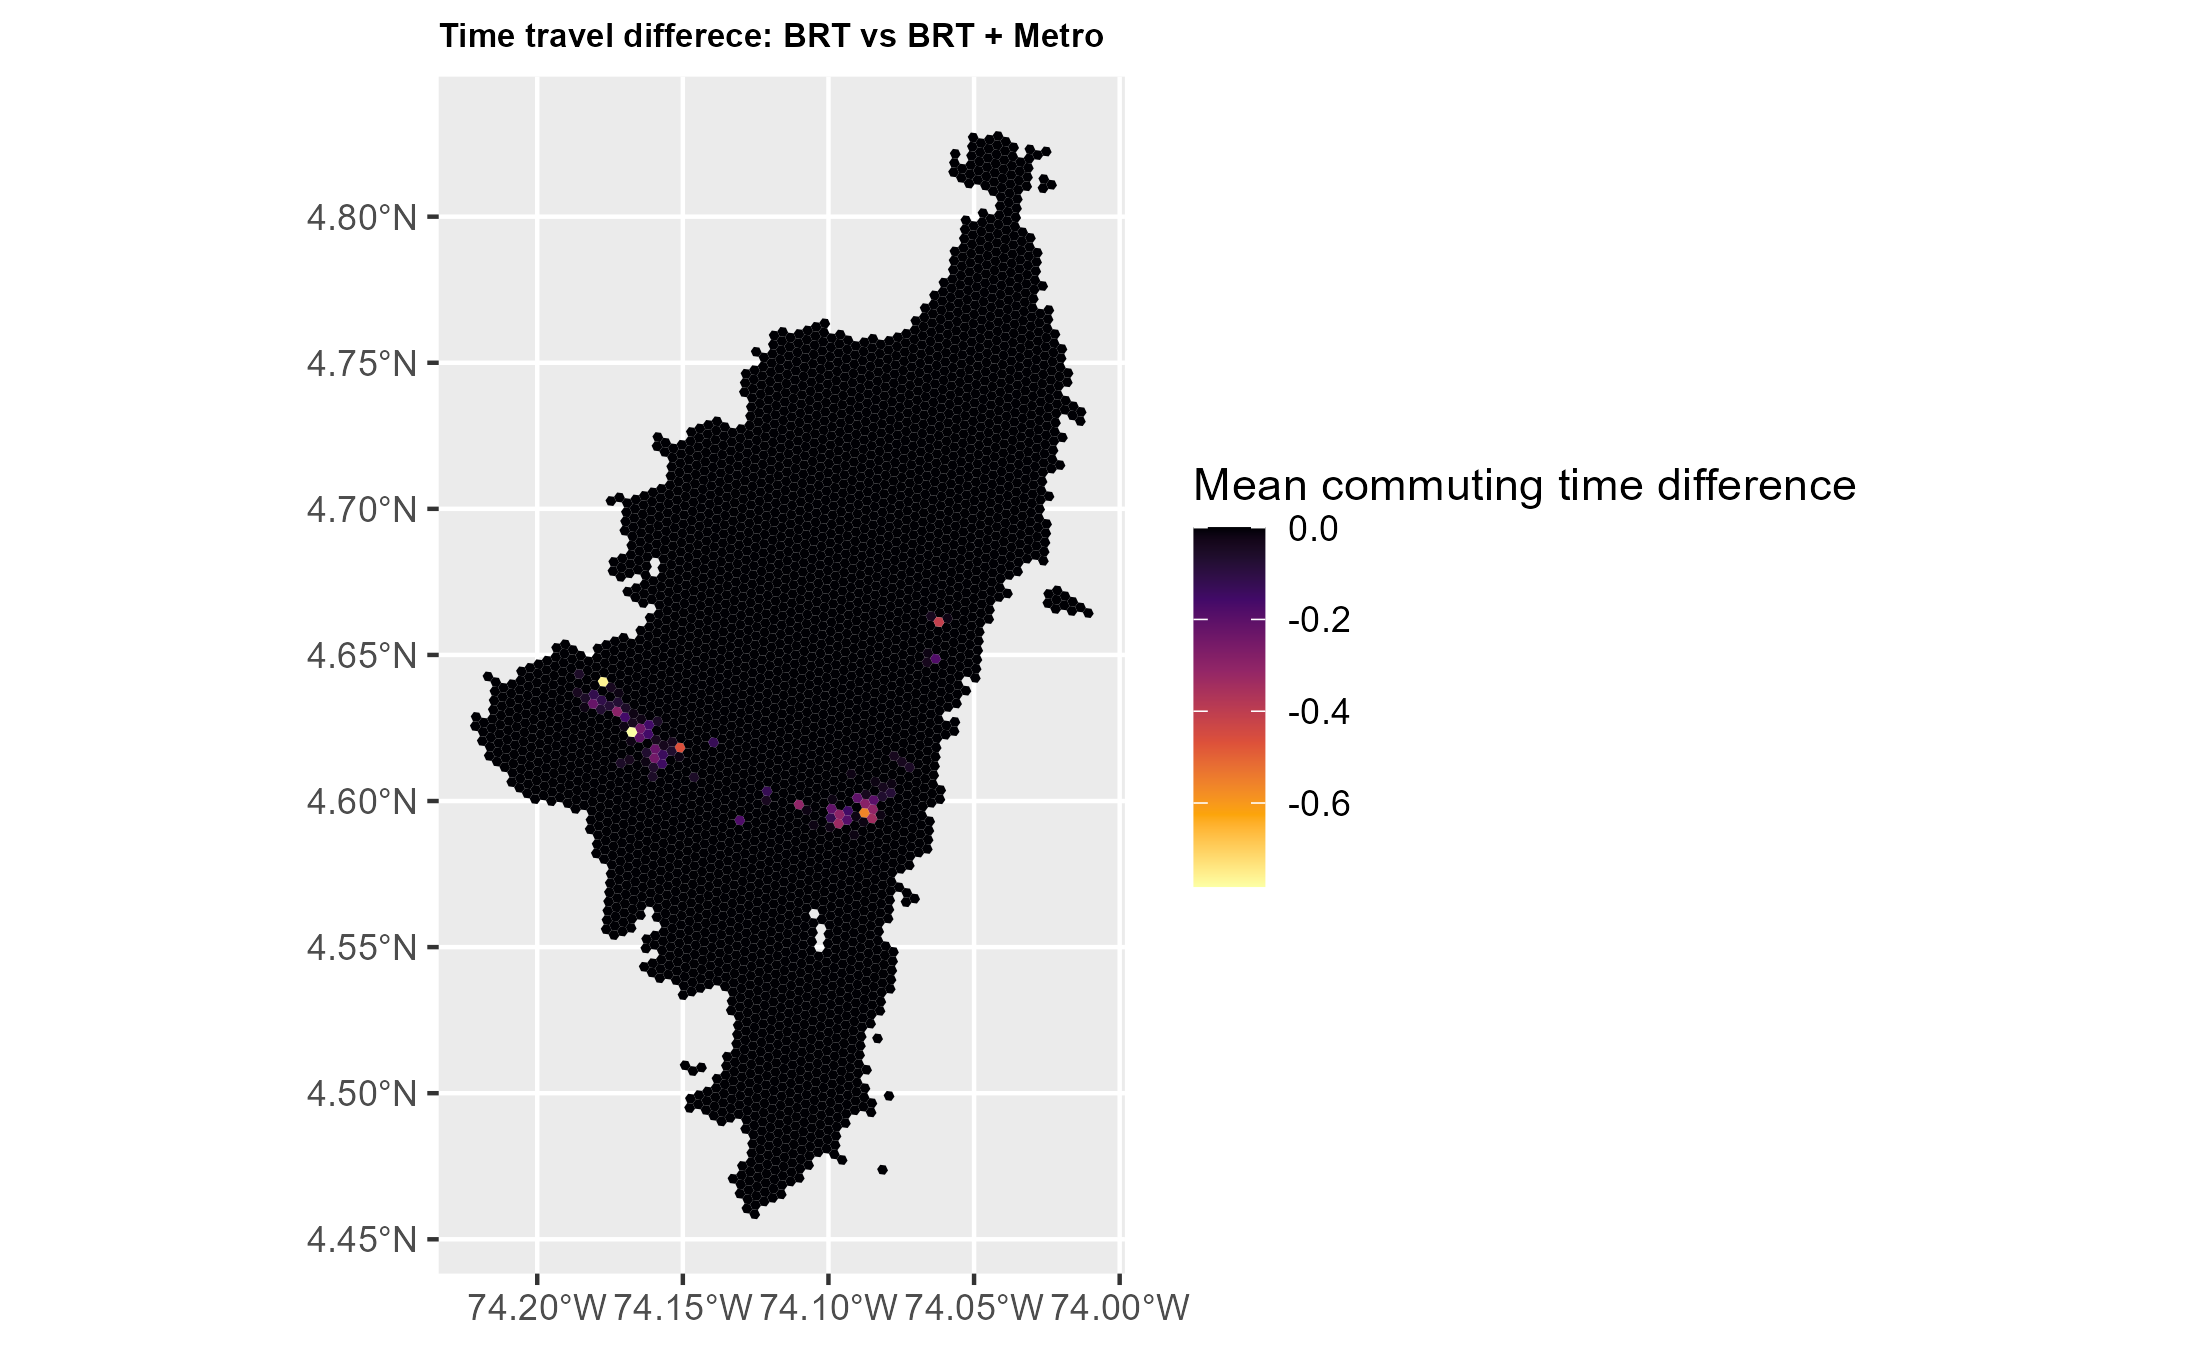 Time travel differece: BRT vs BRT + Metro
4.80°N
4.75°N
4.70°N
4.65°N
4.60°N
4.55°N
4.50°N
4.45°N
74.20°W 74.15°W 74.10°W 74.05°W 74.00°W
Mean commuting time difference
0.0
-0.2
-0.4
-0.6